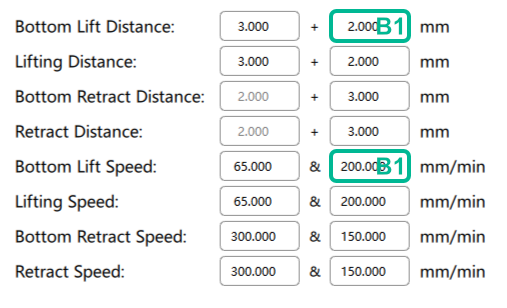 Bottom Lift Distance: 3.000 + 2.000 B1 mm
Lifting Distance: 3.000 + 2.000 mm
Bottom Retract Distance: 2.000 + 3.000 mm
Retract Distance: 2.000 + 3.000 mm
Bottom Lift Speed: 65.000 & 200.000 B1 mm/min
Lifting Speed: 65.000 & 200.000 mm/min
Bottom Retract Speed: 300.000 & 150.000 mm/min
Retract Speed: 300.000 & 150.000 mm/min